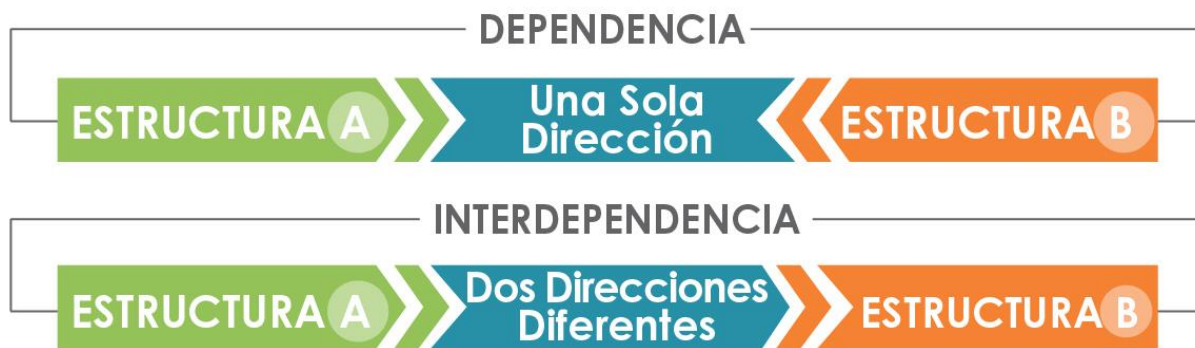 DEPENDENCIA
ESTRUCTURA A
Una Sola
Dirección
ESTRUCTURA B
INTERDEPENDENCIA
ESTRUCTURA A
Dos Direcciones
Diferentes
ESTRUCTURA B